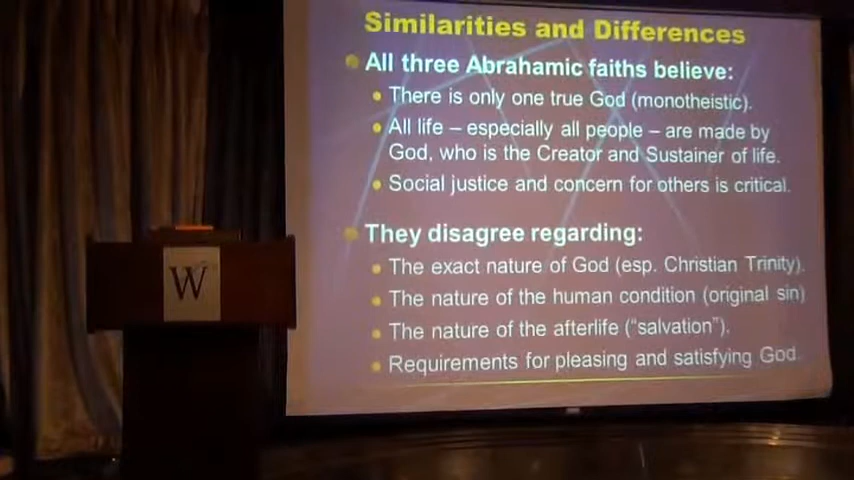 Similarities and Differences
All three Abrahamic faiths believe:
There is only one true God (monotheistic).
All life – especially all people – are made by
God, who is the Creator and Sustainer of life.
Social justice and concern for others is critical.
They disagree regarding:
The exact nature of God (esp. Christian Trinity).
The nature of the human condition (original sin)
The nature of the afterlife (“salvation”).
Requirements for pleasing and satisfying God.
W